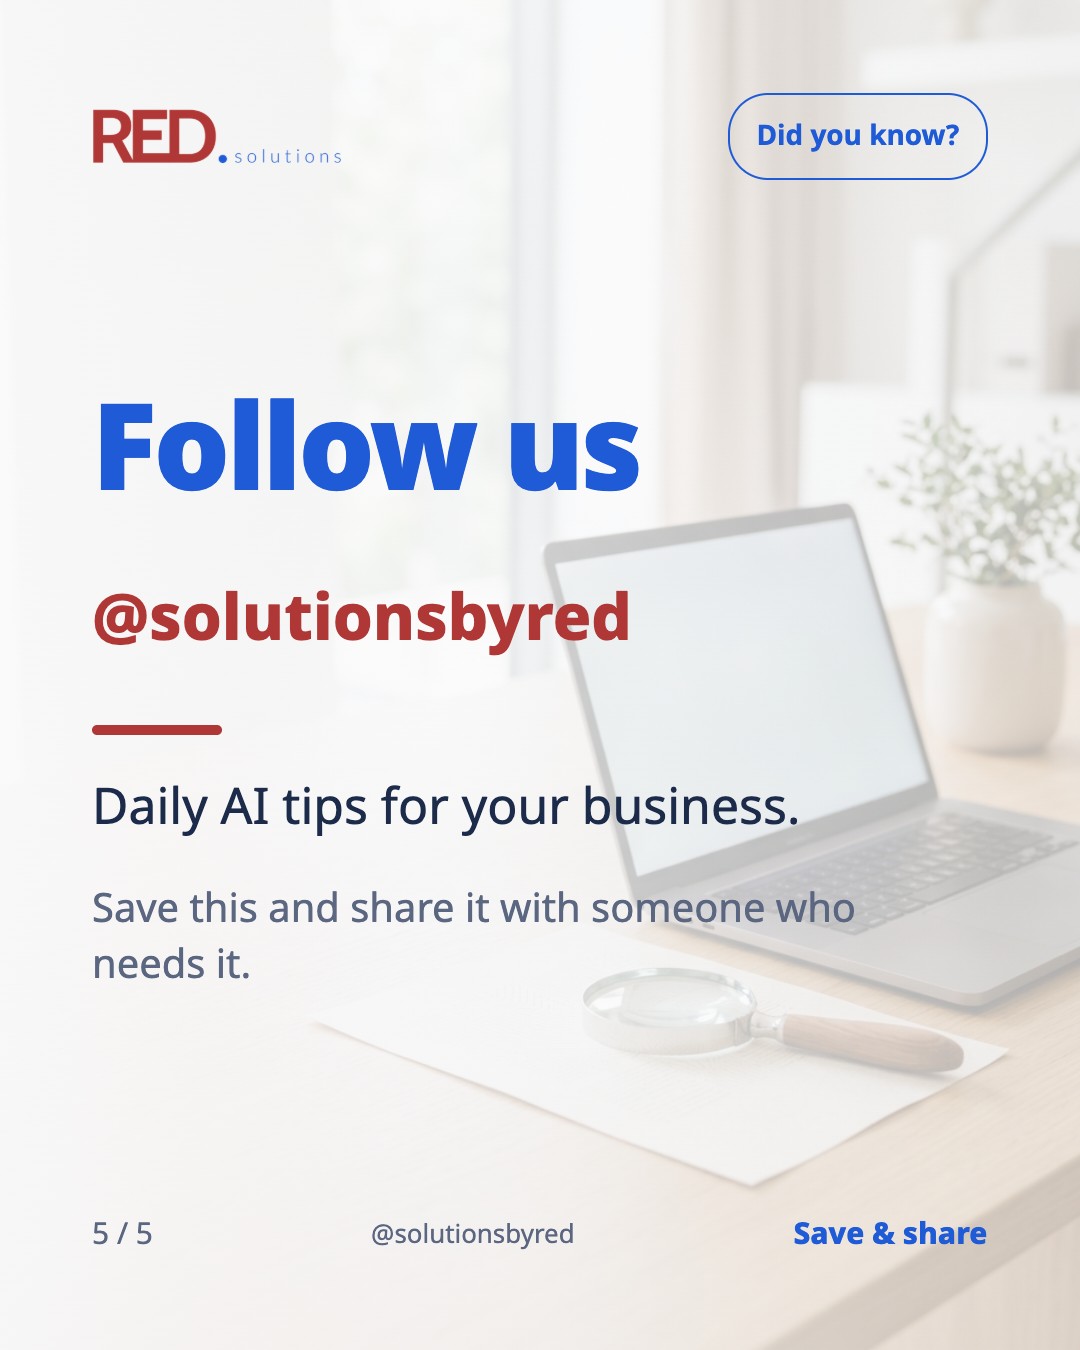 RED.solutions
Did you know?
Follow us
@solutionsbyred
Daily AI tips for your business.
Save this and share it with someone who
needs it.
5 / 5
@solutionsbyred
Save & share